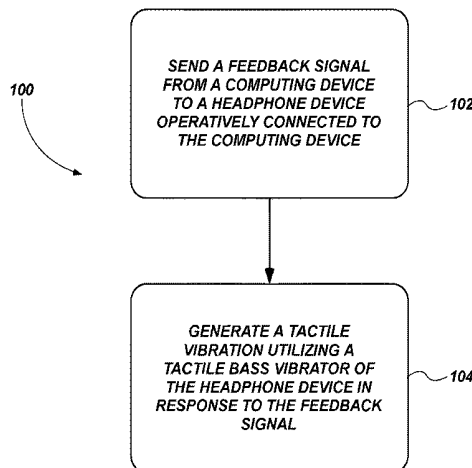 SEND A FEEDBACK SIGNAL
FROM A COMPUTING DEVICE
TO A HEADPHONE DEVICE
OPERATIVELY CONNECTED TO
THE COMPUTING DEVICE
100
102
GENERATE A TACTILE
VIBRATION UTILIZING A
TACTILE BASS VIBRATOR OF
THE HEADPHONE DEVICE IN
RESPONSE TO THE FEEDBACK
SIGNAL
104